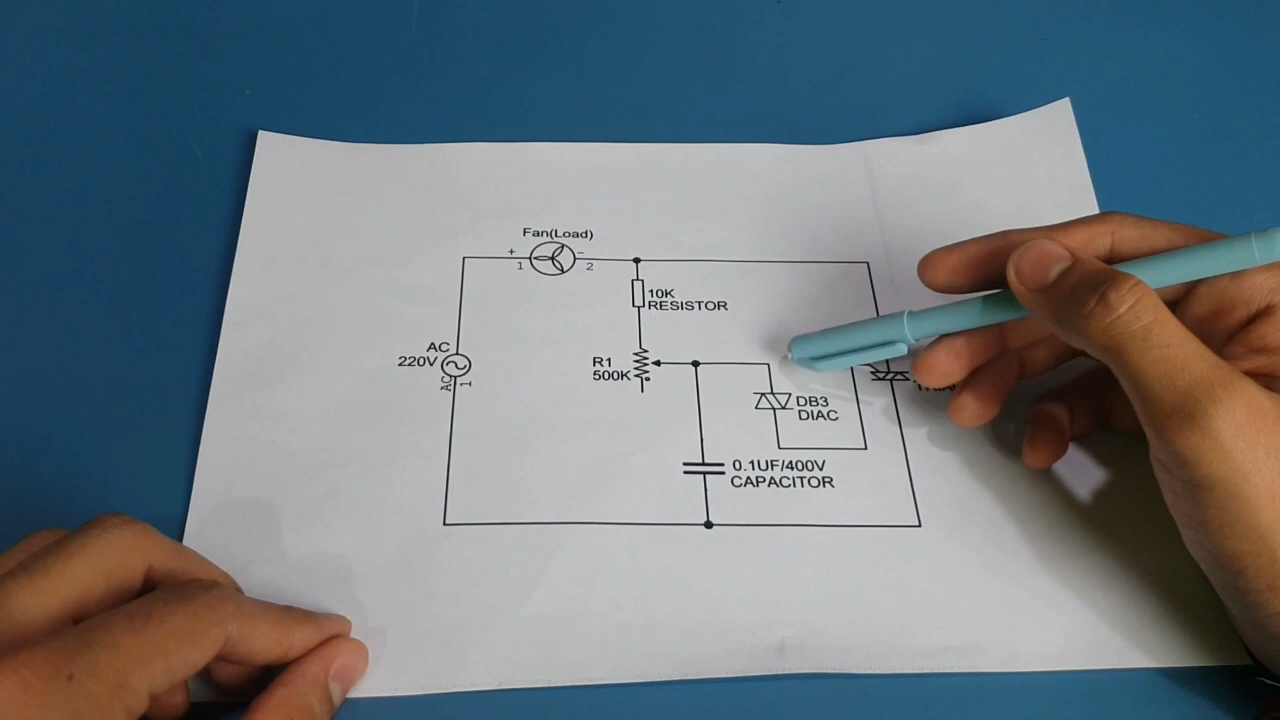 Fan(Load)
+ -
1 2
10K
RESISTOR
AC
220V
AC
1
R1
500K
DB3
DIAC
0.1UF/400V
CAPACITOR